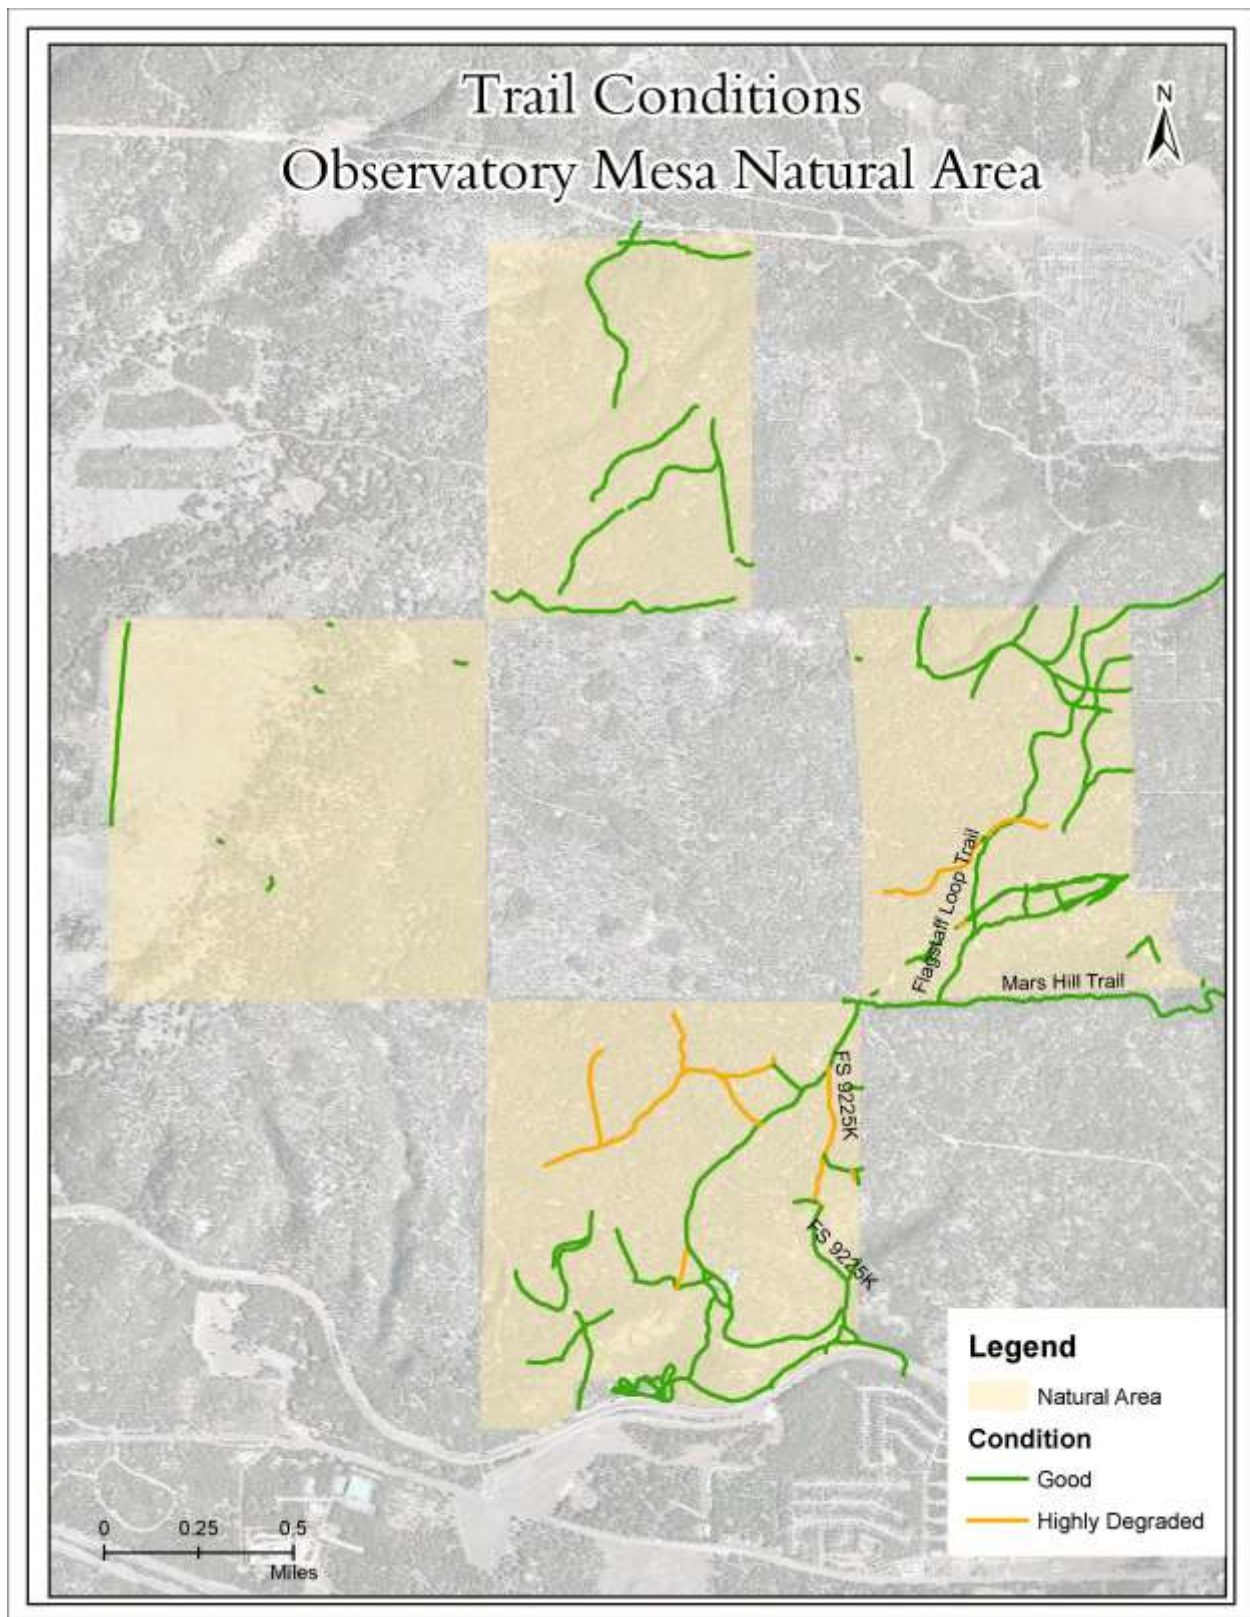 Trail Conditions
Observatory Mesa Natural Area
N
Flagstaff Loop Trail
Mars Hill Trail
FS 9225K
FS 9225K
Legend
Natural Area
Condition
Good
Highly Degraded
0 0.25 0.5
Miles